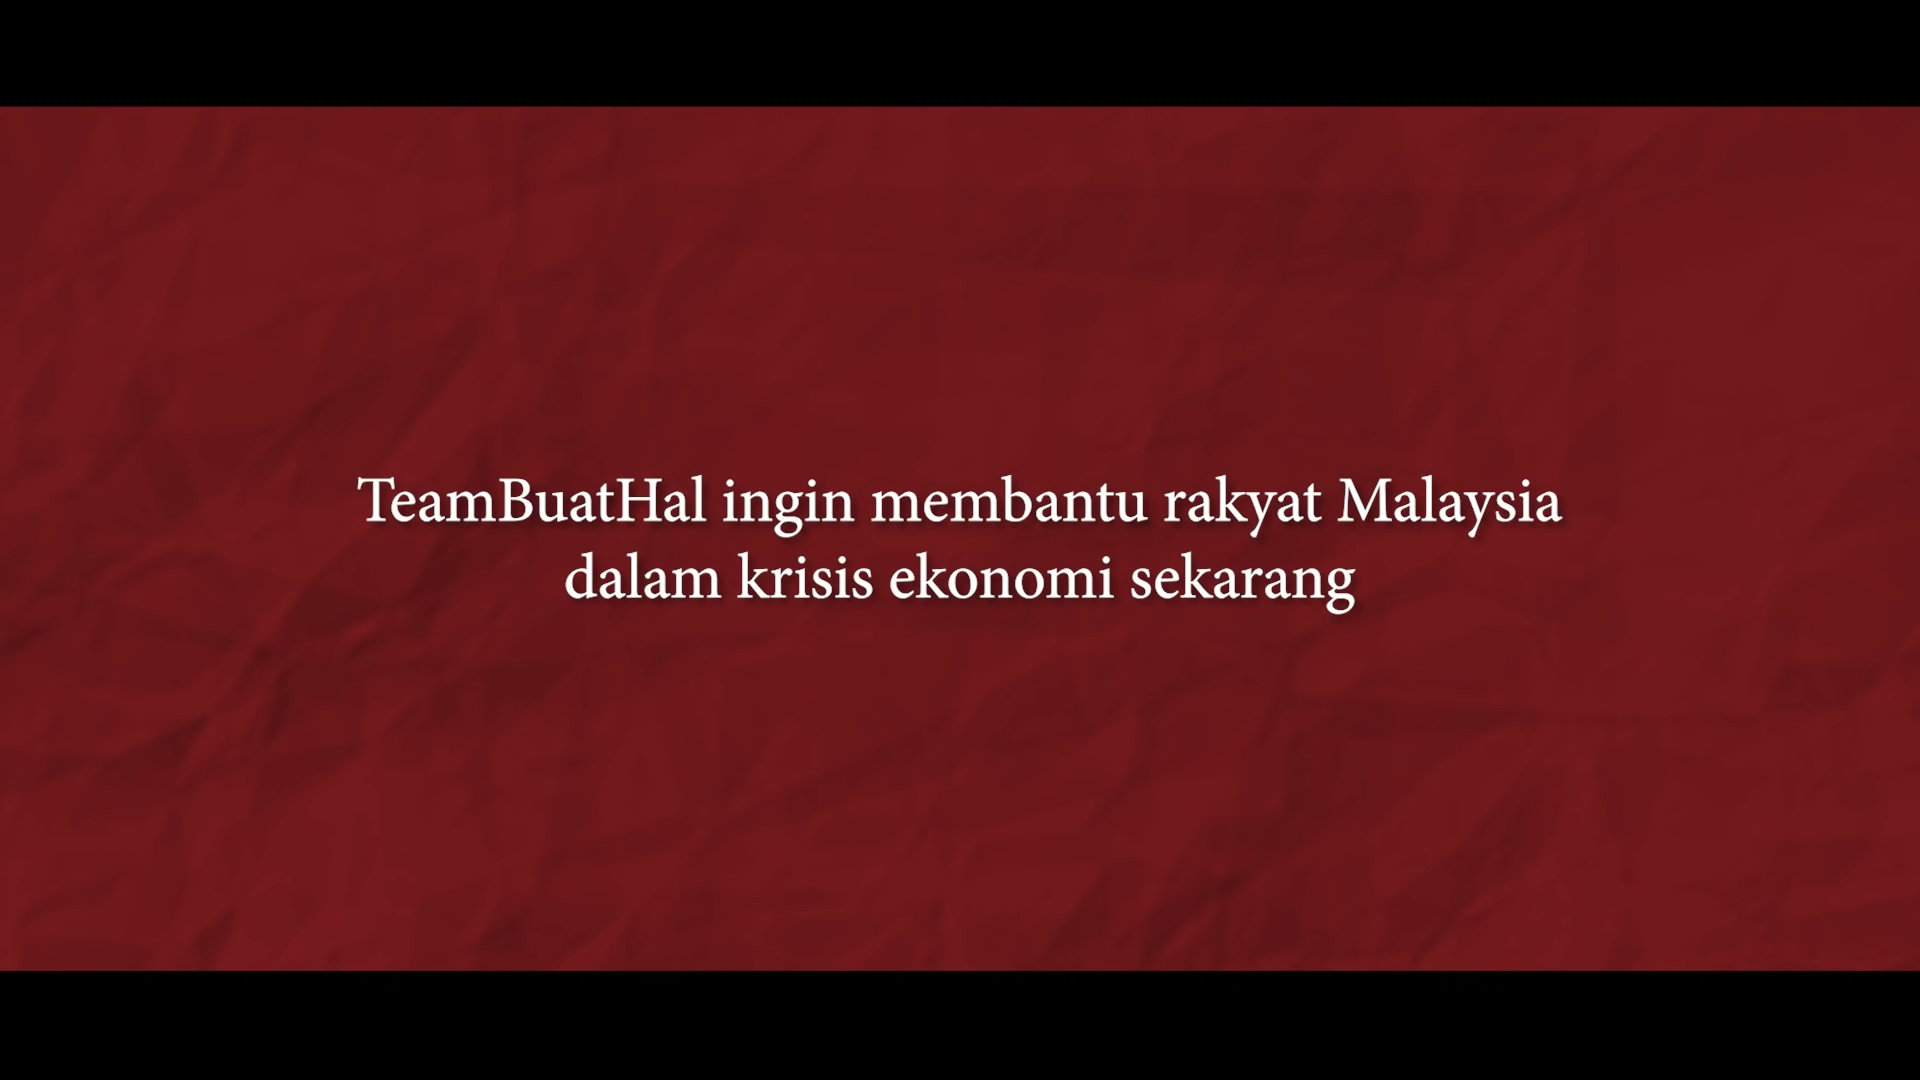 TeamBuatHal ingin membantu rakyat Malaysia
dalam krisis ekonomi sekarang